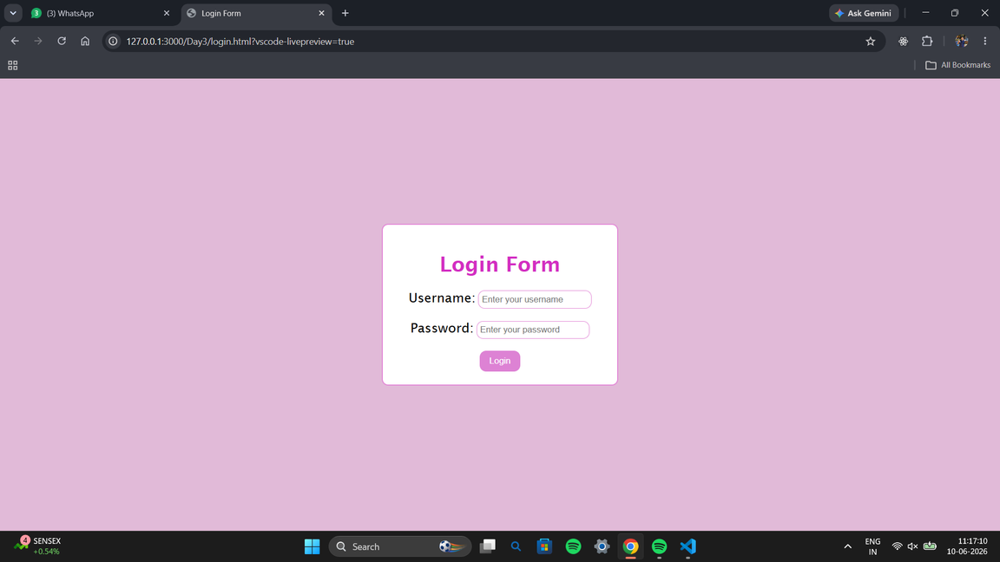 3 (3) WhatsApp
Login Form
Ask Gemini
127.0.0.1:3000/Day3/login.html?vscode-livepreview=true
All Bookmarks
Login Form
Username: Enter your username
Password: Enter your password
Login
4 SENSEX
+0.54%
Search
ENG
IN
11:17:10
10-06-2026